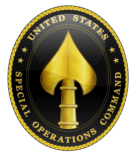 UNITED STATES
SPECIAL OPERATIONS COMMAND